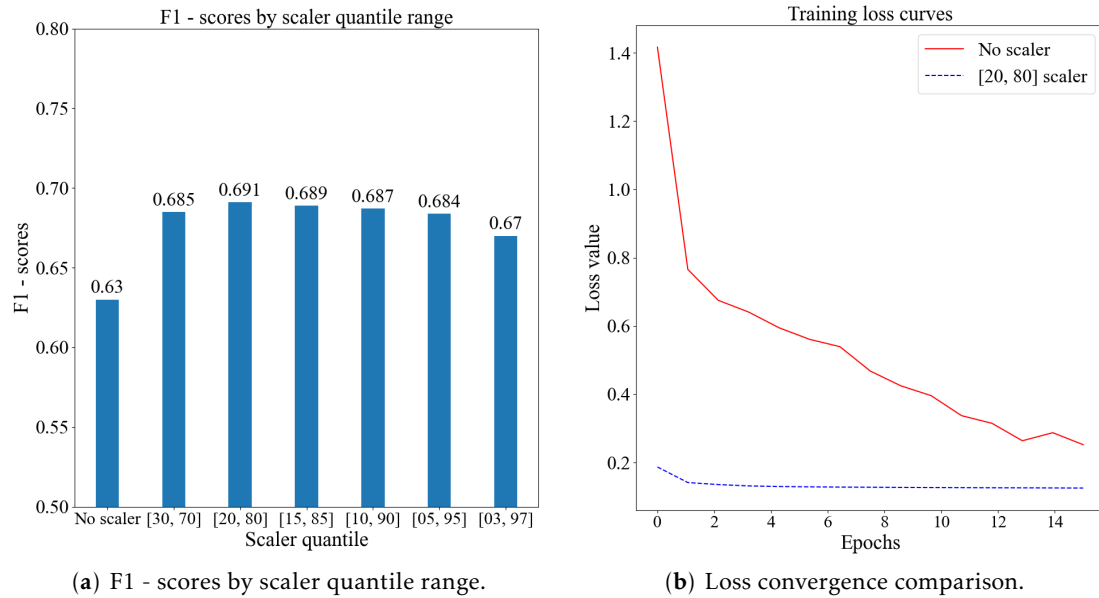 F1 - scores by scaler quantile range
0.80
0.75
0.70
0.65
0.60
0.55
0.50
F1 - scores
0.63
0.685
0.691
0.689
0.687
0.684
0.67
No scaler [30, 70] [20, 80] [15, 85] [10, 90] [05, 95] [03, 97]
Scaler quantile
(a) F1 - scores by scaler quantile range.
Training loss curves
No scaler
[20, 80] scaler
1.4
1.2
1.0
0.8
0.6
0.4
0.2
Loss value
0 2 4 6 8 10 12 14
Epochs
(b) Loss convergence comparison.